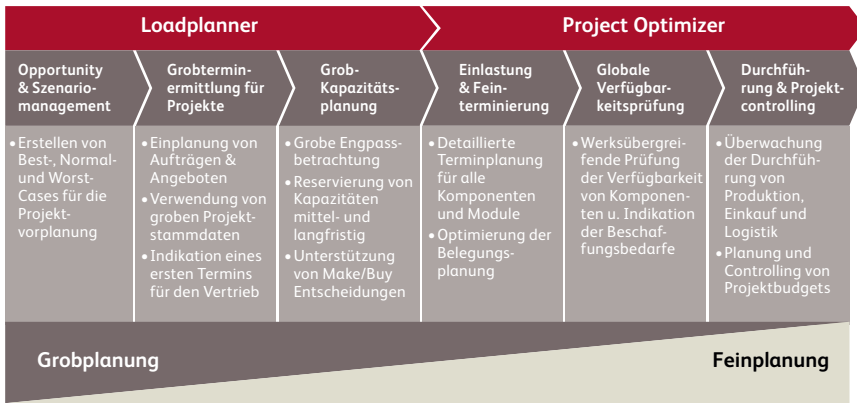 Loadplanner
Project Optimizer
Opportunity
& Szenario-
management
Grobtermin-
ermittlung für
Projekte
Grob-
Kapazitäts-
planung
Einlastung
& Fein-
terminierung
Globale
Verfügbar-
keitsprüfung
Durchfüh-
rung & Projekt-
controlling
• Erstellen von
Best-, Normal-
und Worst-
Cases für die
Projekt-
vorplanung
• Einplanung von
Aufträgen &
Angeboten
• Verwendung von
groben Projekt-
stammdaten
• Indikation eines
ersten Termins
für den Vertrieb
• Grobe Engpass-
betrachtung
• Reservierung von
Kapazitäten
mittel- und
langfristig
• Unterstützung
von Make/Buy
Entscheidungen
• Detaillierte
Terminplanung
für alle
Komponenten
und Module
• Optimierung der
Belegungs-
planung
• Werksübergrei-
fende Prüfung
der Verfügbarkeit
von Komponen-
ten u. Indikation
der Beschaf-
fungsbedarfe
• Überwachung
der Durchfüh-
rung von
Produktion,
Einkauf und
Logistik
• Planung und
Controlling von
Projektbudgets
Grobplanung
Feinplanung